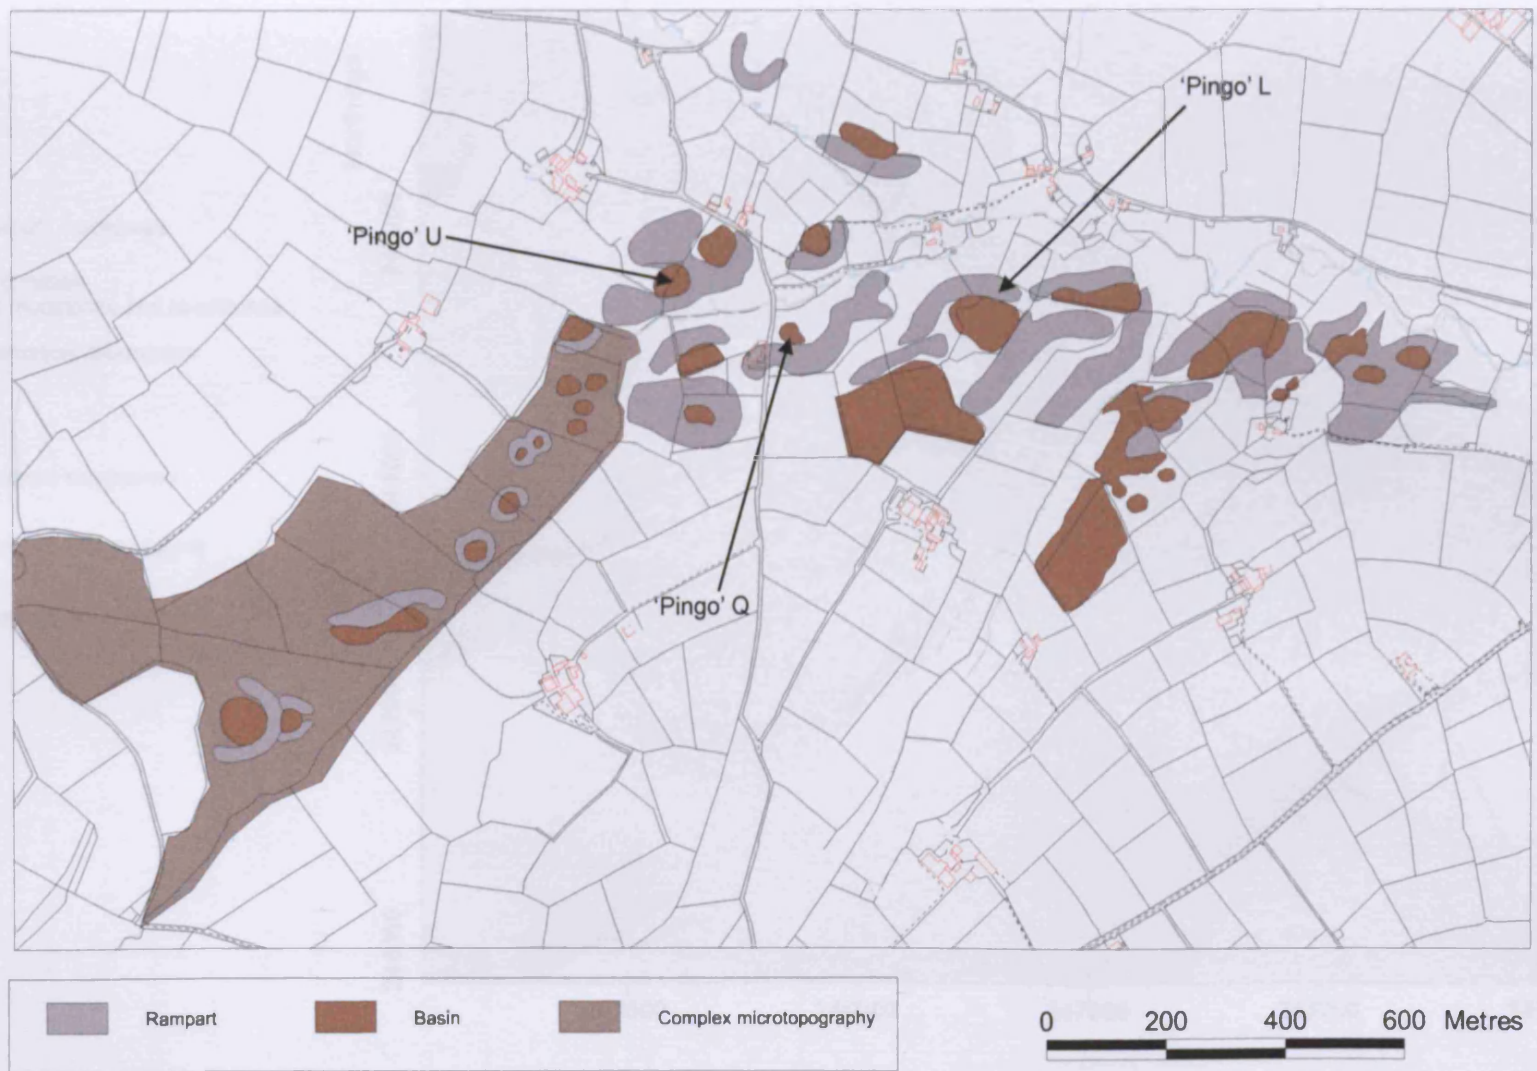 'Pingo' L
'Pingo' U
'Pingo' Q
Rampart
Basin
Complex microtopography
0 200 400 600 Metres